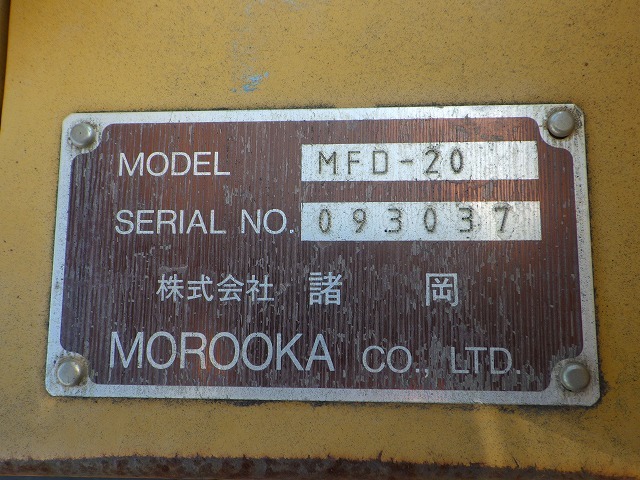 MODEL MFD-20
SERIAL NO. 093037
株式会社 諸岡
MOROOKA CO., LTD.